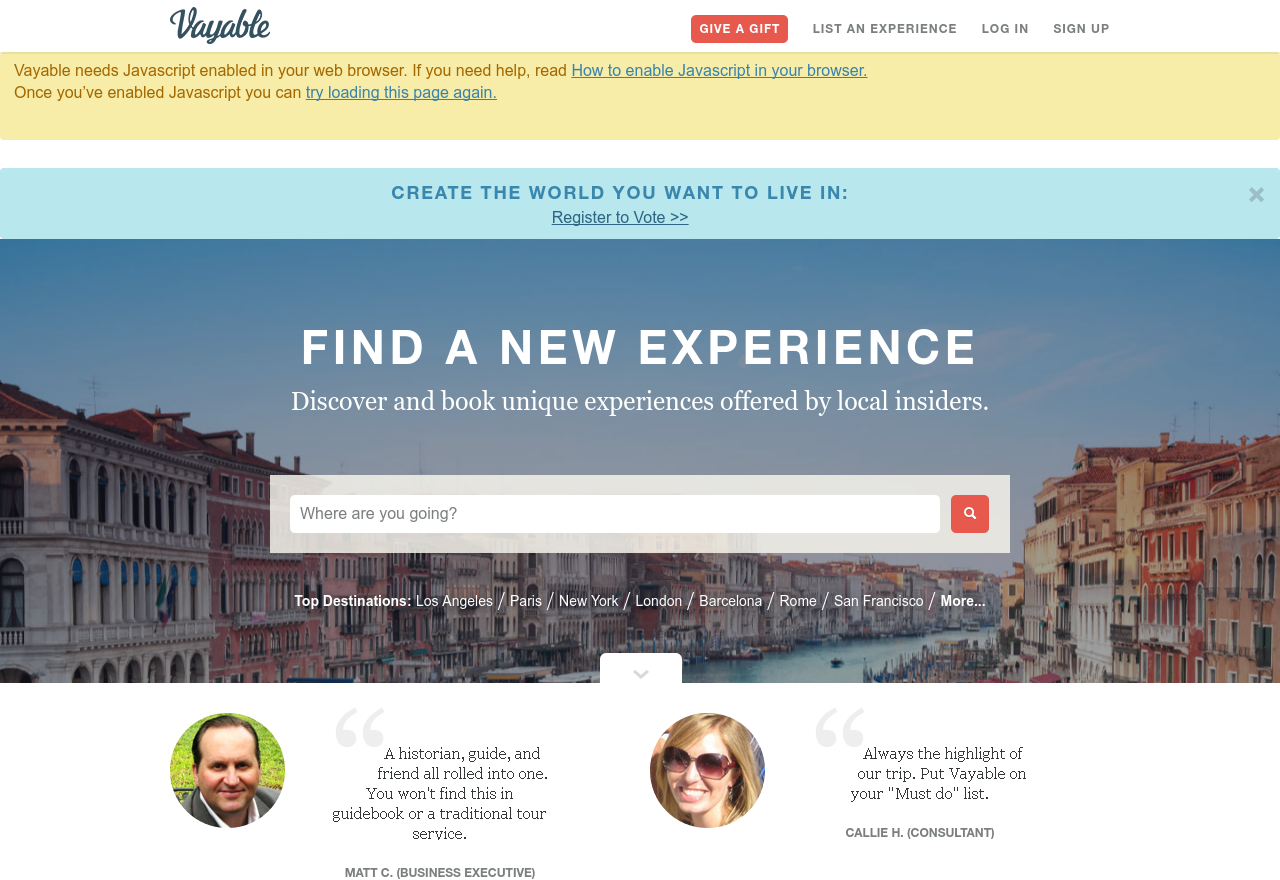 Vayable
GIVE A GIFT LIST AN EXPERIENCE LOG IN SIGN UP
Vayable needs Javascript enabled in your web browser. If you need help, read How to enable Javascript in your browser.
Once you’ve enabled Javascript you can try loading this page again.
CREATE THE WORLD YOU WANT TO LIVE IN:
×
Register to Vote >>
FIND A NEW EXPERIENCE
Discover and book unique experiences offered by local insiders.
Where are you going?
Top Destinations: Los Angeles / Paris / New York / London / Barcelona / Rome / San Francisco / More...
“
A historian, guide, and
friend all rolled into one.
You won't find this in
guidebook or a traditional tour
service.
MATT C. (BUSINESS EXECUTIVE)
“
Always the highlight of
our trip. Put Vayable on
your "Must do" list.
CALLIE H. (CONSULTANT)